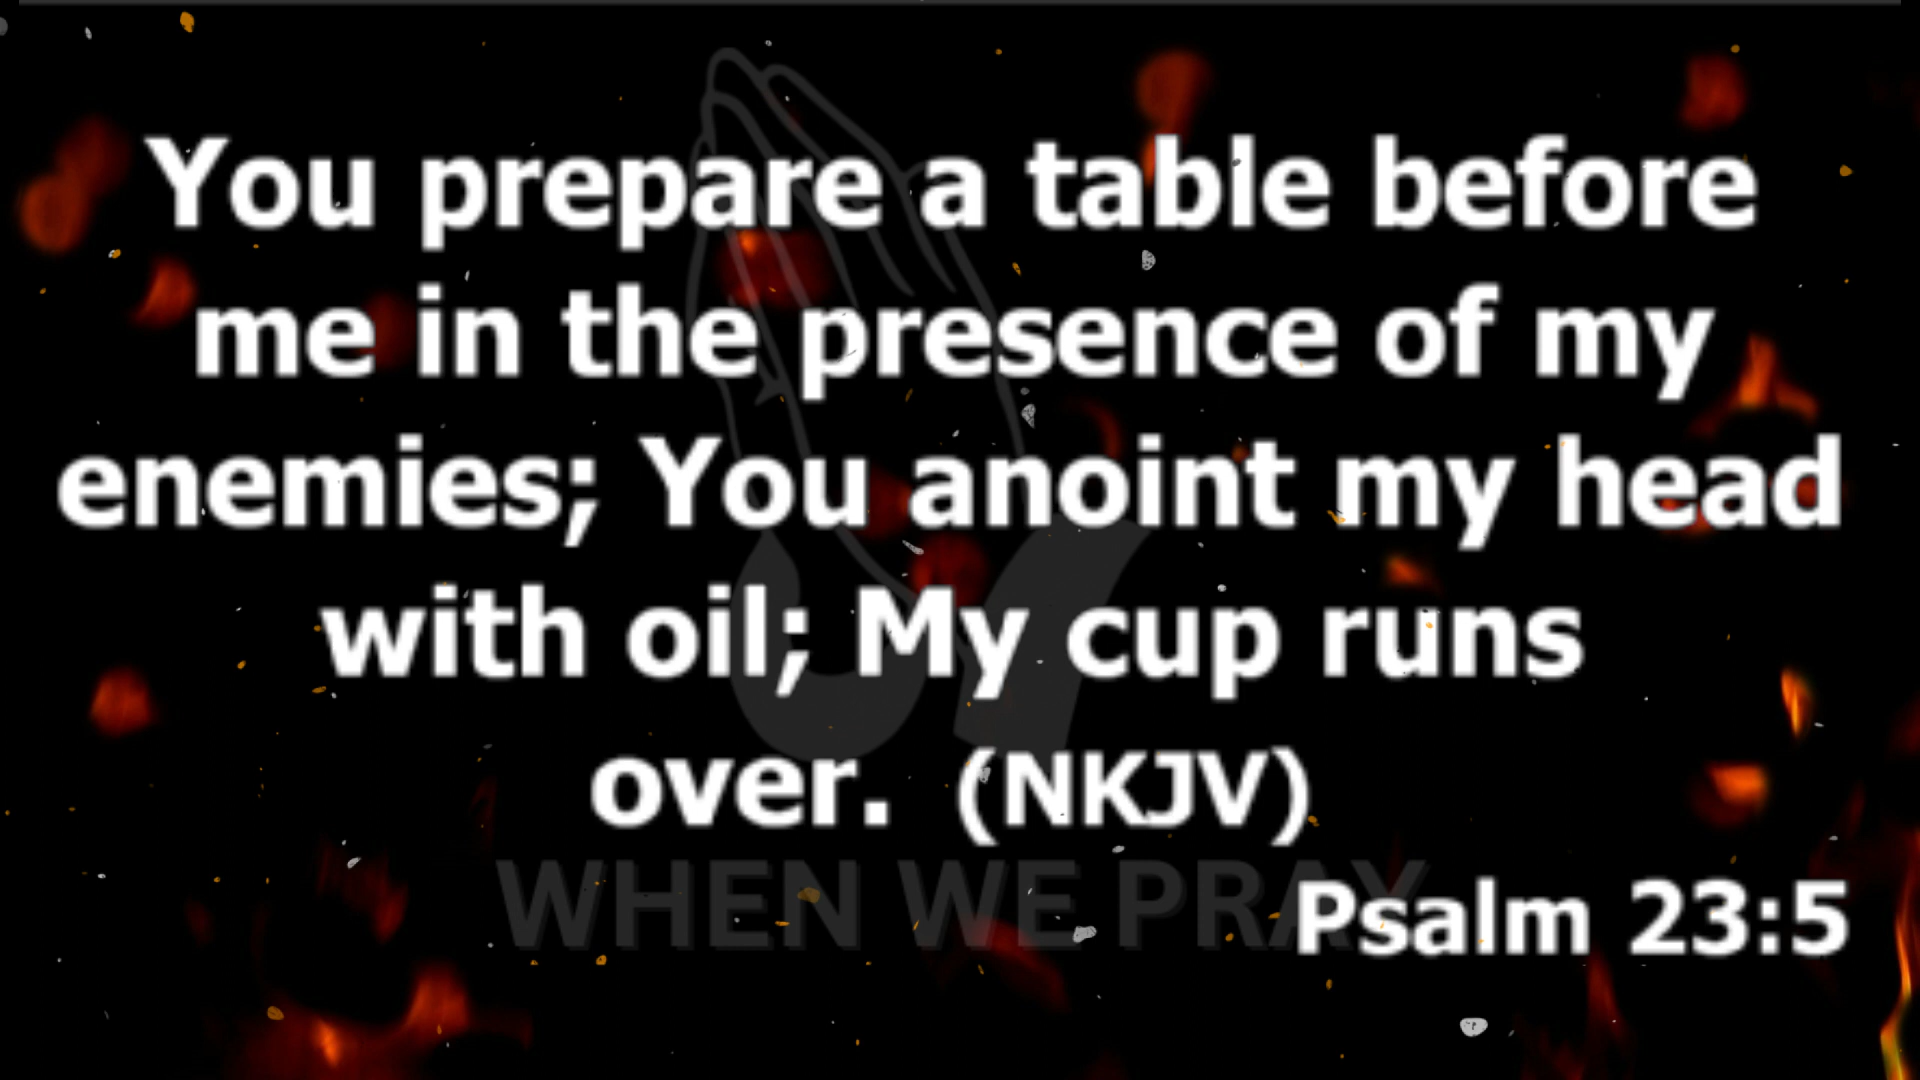 You prepare a table before
me in the presence of my
enemies; You anoint my head
with oil; My cup runs
over. (NKJV)
WHEN WE PRAY
Psalm 23:5